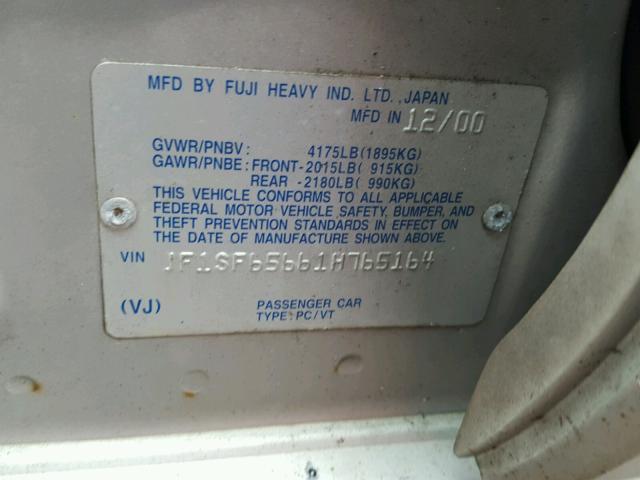 MFD BY FUJI HEAVY IND. LTD., JAPAN
MFD IN 12/00
GVWR/PNBV: 4175LB(1895KG)
GAWR/PNBE: FRONT-2015LB( 915KG)
REAR -2180LB( 990KG)
THIS VEHICLE CONFORMS TO ALL APPLICABLE
FEDERAL MOTOR VEHICLE SAFETY, BUMPER, AND
THEFT PREVENTION STANDARDS IN EFFECT ON
THE DATE OF MANUFACTURE SHOWN ABOVE.
VIN JF1SF65661H765164
(VJ) PASSENGER CAR
TYPE: PC/VT